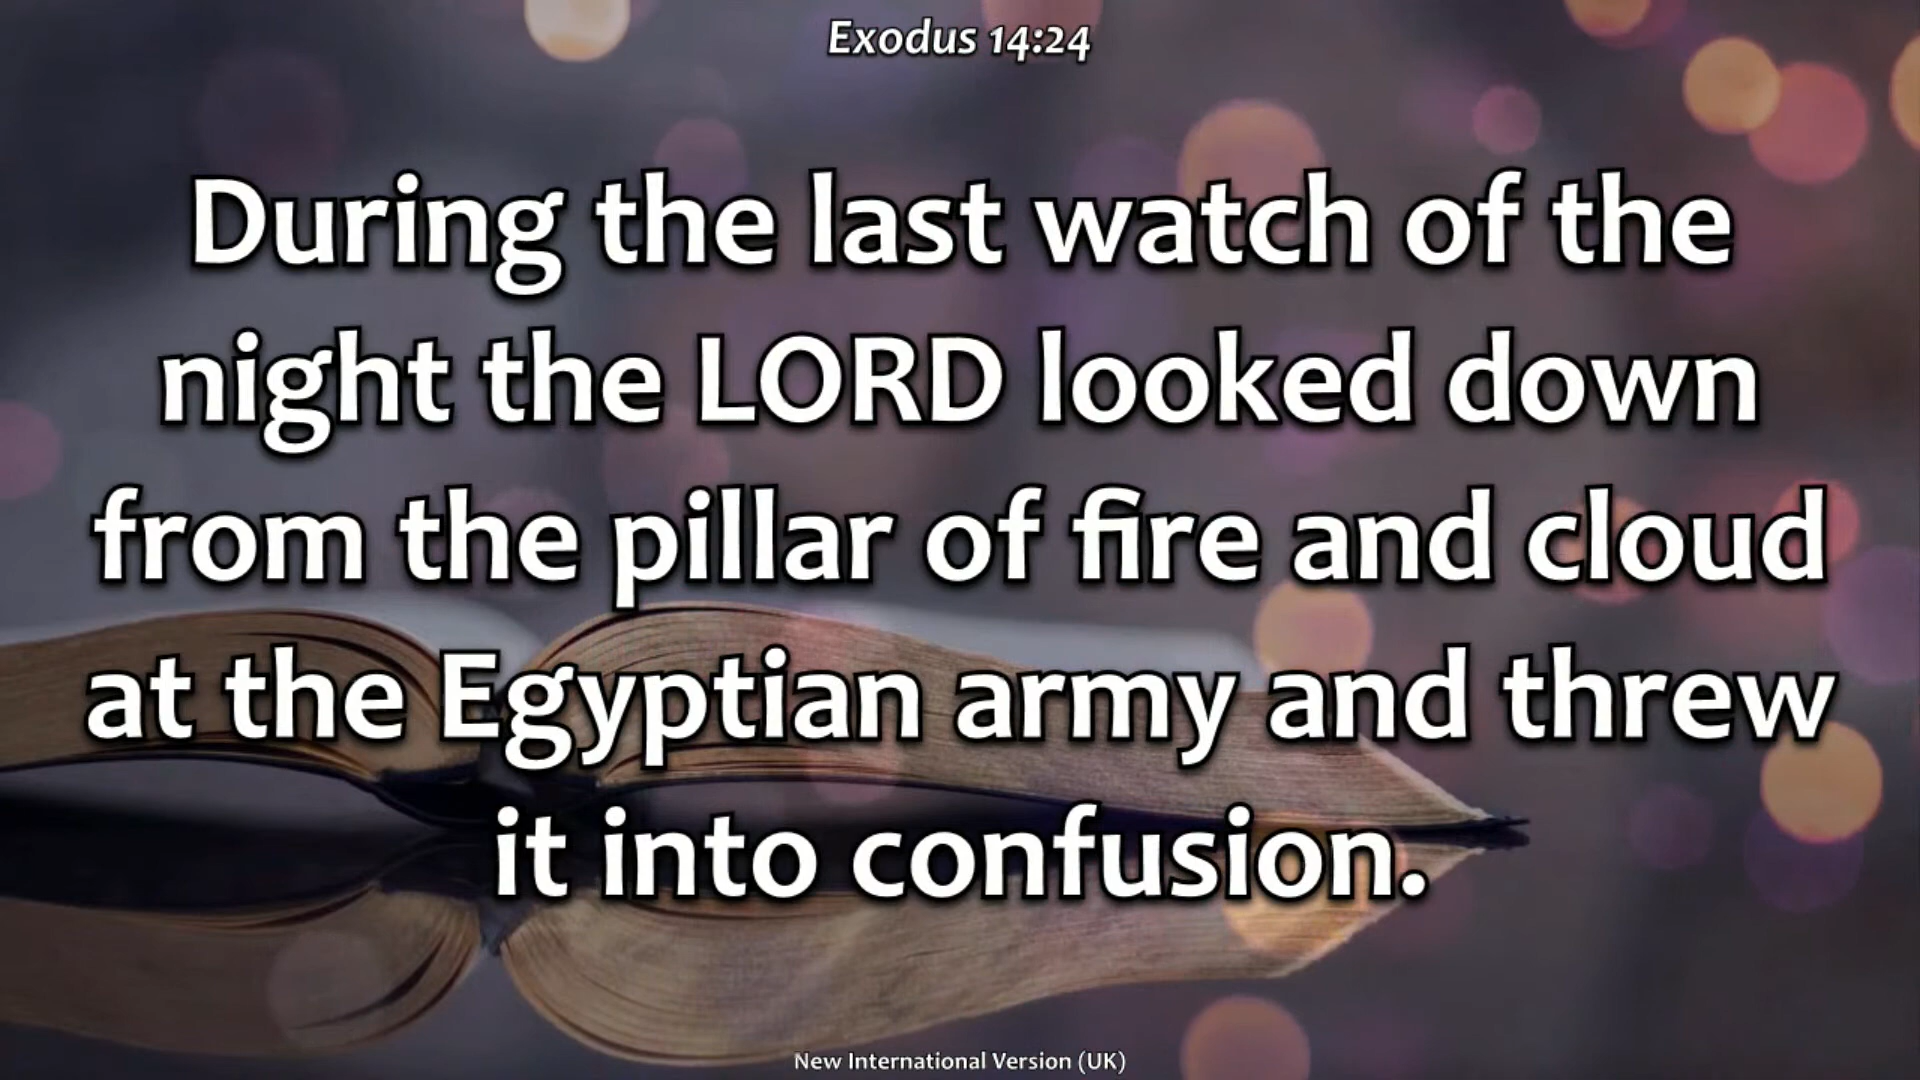 Exodus 14:24
During the last watch of the
night the LORD looked down
from the pillar of fire and cloud
at the Egyptian army and threw
it into confusion.
New International Version (UK)